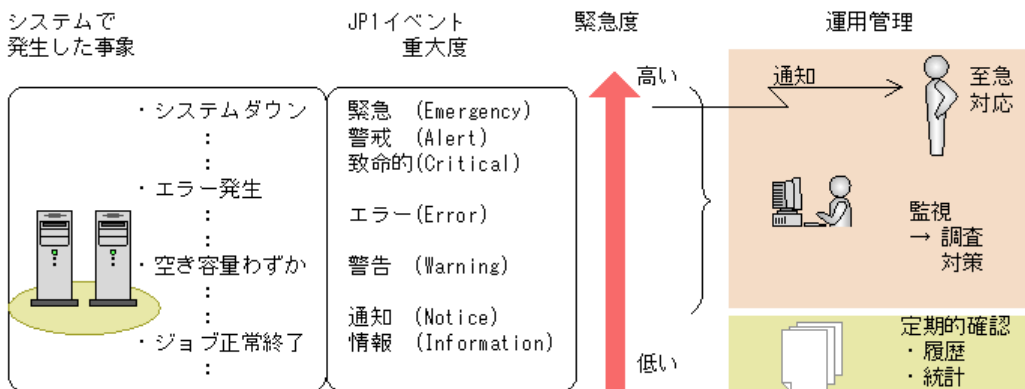 システムで
発生した事象
JP1イベント
重大度
緊急度
運用管理
・システムダウン
：
：
・エラー発生
：
：
・空き容量わずか
：
：
・ジョブ正常終了
：
緊急 (Emergency)
警戒 (Alert)
致命的(Critical)
エラー(Error)
警告 (Warning)
通知 (Notice)
情報 (Information)
高い
低い
通知
至急
対応
監視
→ 調査
対策
定期的確認
・履歴
・統計